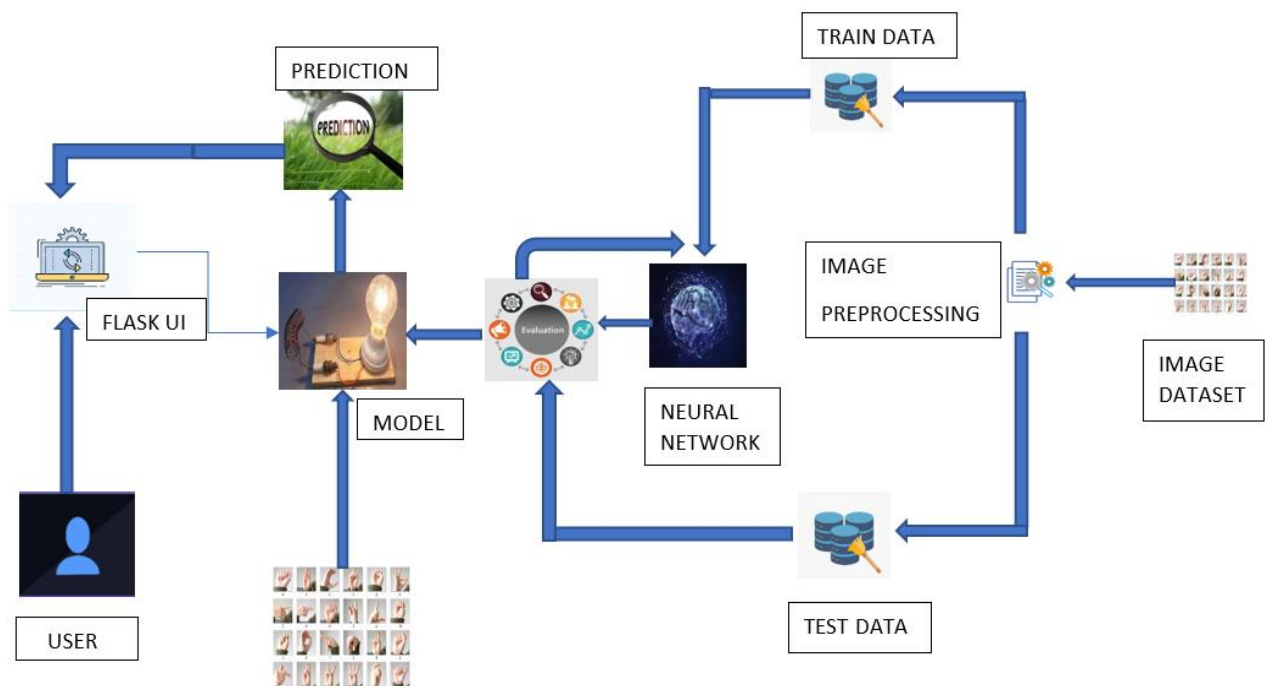 TRAIN DATA
PREDICTION
PREDICTION
IMAGE
PREPROCESSING
FLASK UI
Evaluation
IMAGE
DATASET
MODEL
NEURAL
NETWORK
USER
TEST DATA